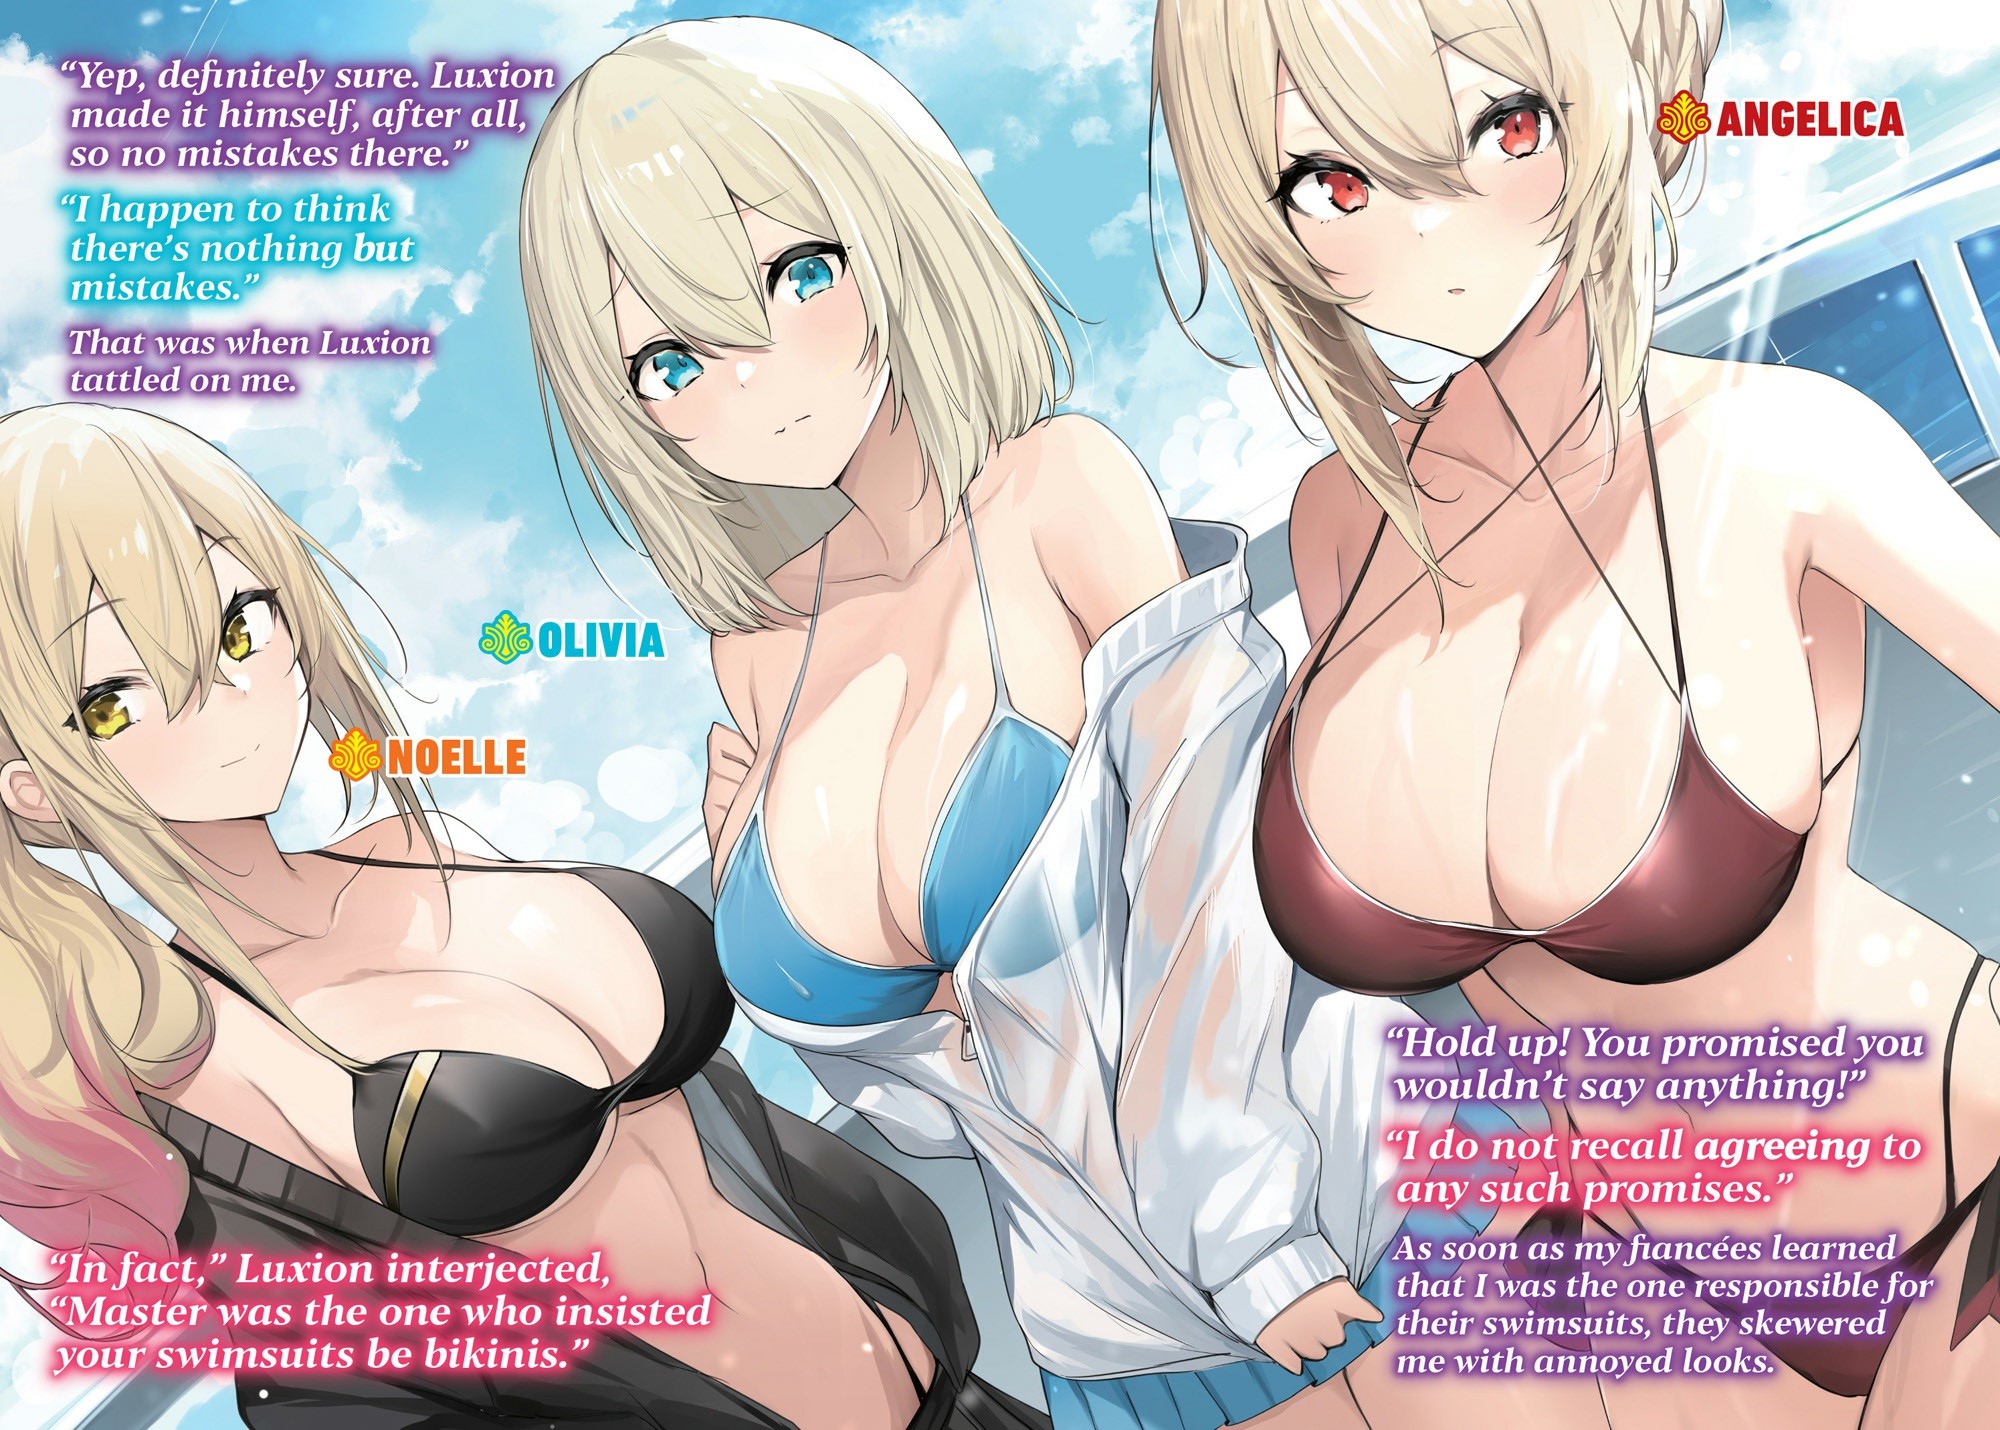 “Yep, definitely sure. Luxion
made it himself, after all,
so no mistakes there.”
“I happen to think
there’s nothing but
mistakes.”
That was when Luxion
tattled on me.
ANGELICA
OLIVIA
NOELLE
“In fact,” Luxion interjected,
“Master was the one who insisted
your swimsuits be bikinis.”
“Hold up! You promised you
wouldn’t say anything!”
“I do not recall agreeing to
any such promises.”
As soon as my fiancées learned
that I was the one responsible for
their swimsuits, they skewered
me with annoyed looks.